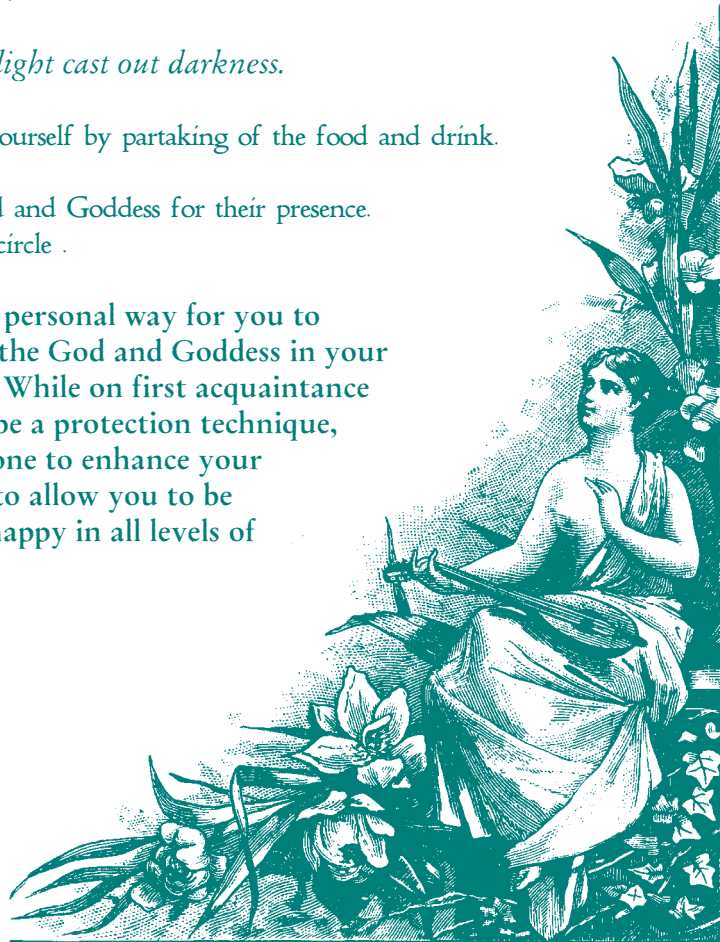 light cast out darkness.
ourself by partaking of the food and drink.
d and Goddess for their presence.
circle .
personal way for you to
the God and Goddess in your
While on first acquaintance
be a protection technique,
one to enhance your
to allow you to be
happy in all levels of